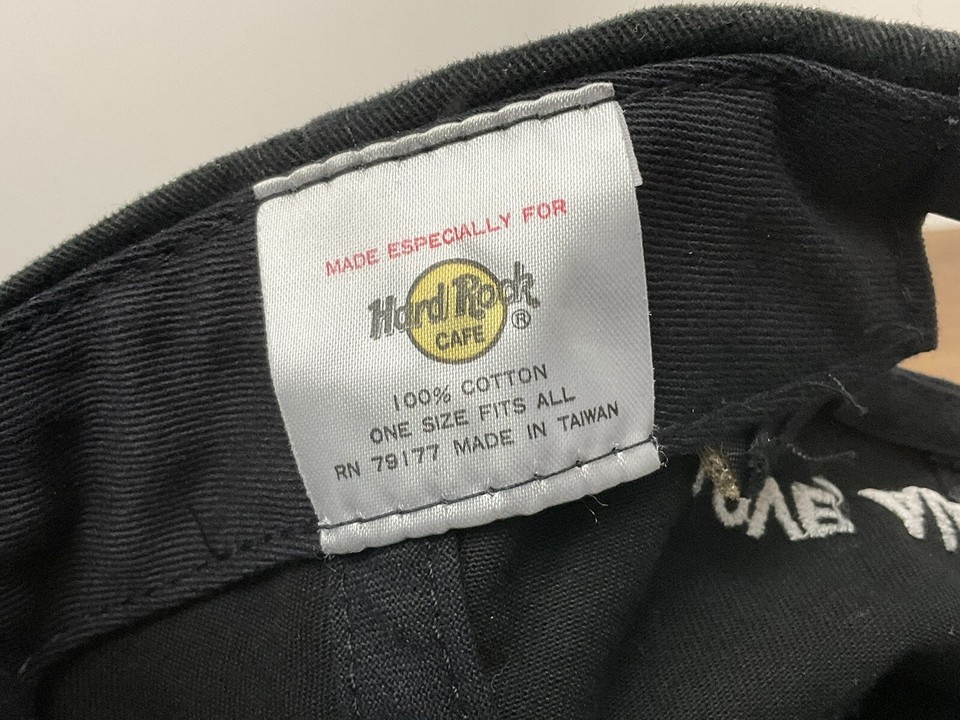 MADE ESPECIALLY FOR
Hard Rock
CAFE ®
100% COTTON
ONE SIZE FITS ALL
RN 79177 MADE IN TAIWAN